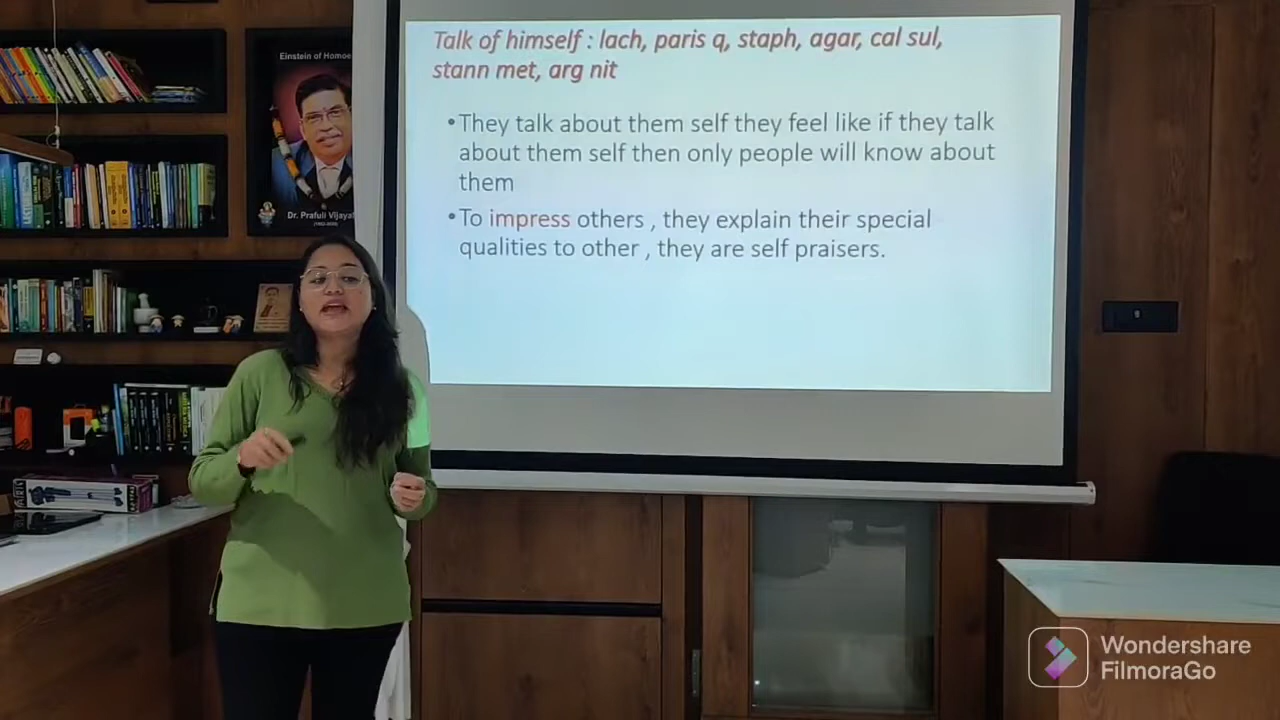 Einstein of Homoe
Dr. Prafull Vijayal
Talk of himself : lach, paris q, staph, agar, cal sul,
stann met, arg nit
•They talk about them self they feel like if they talk
about them self then only people will know about
them
•To impress others , they explain their special
qualities to other , they are self praisers.
Wondershare
FilmoraGo